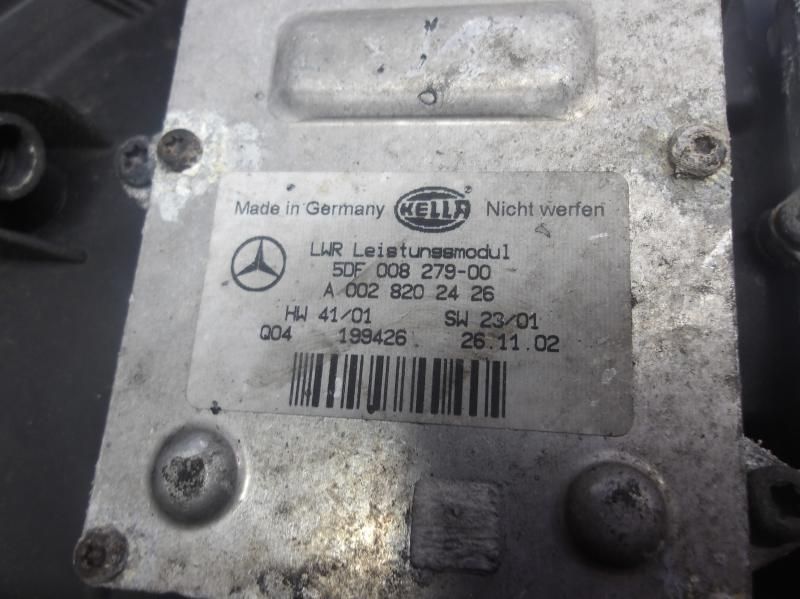 Made in Germany HELLA ® Nicht werfen
LWR Leistungsmodul
5DF 008 279-00
A 002 820 24 26
HW 41/01 SW 23/01
Q04 199426 26.11.02